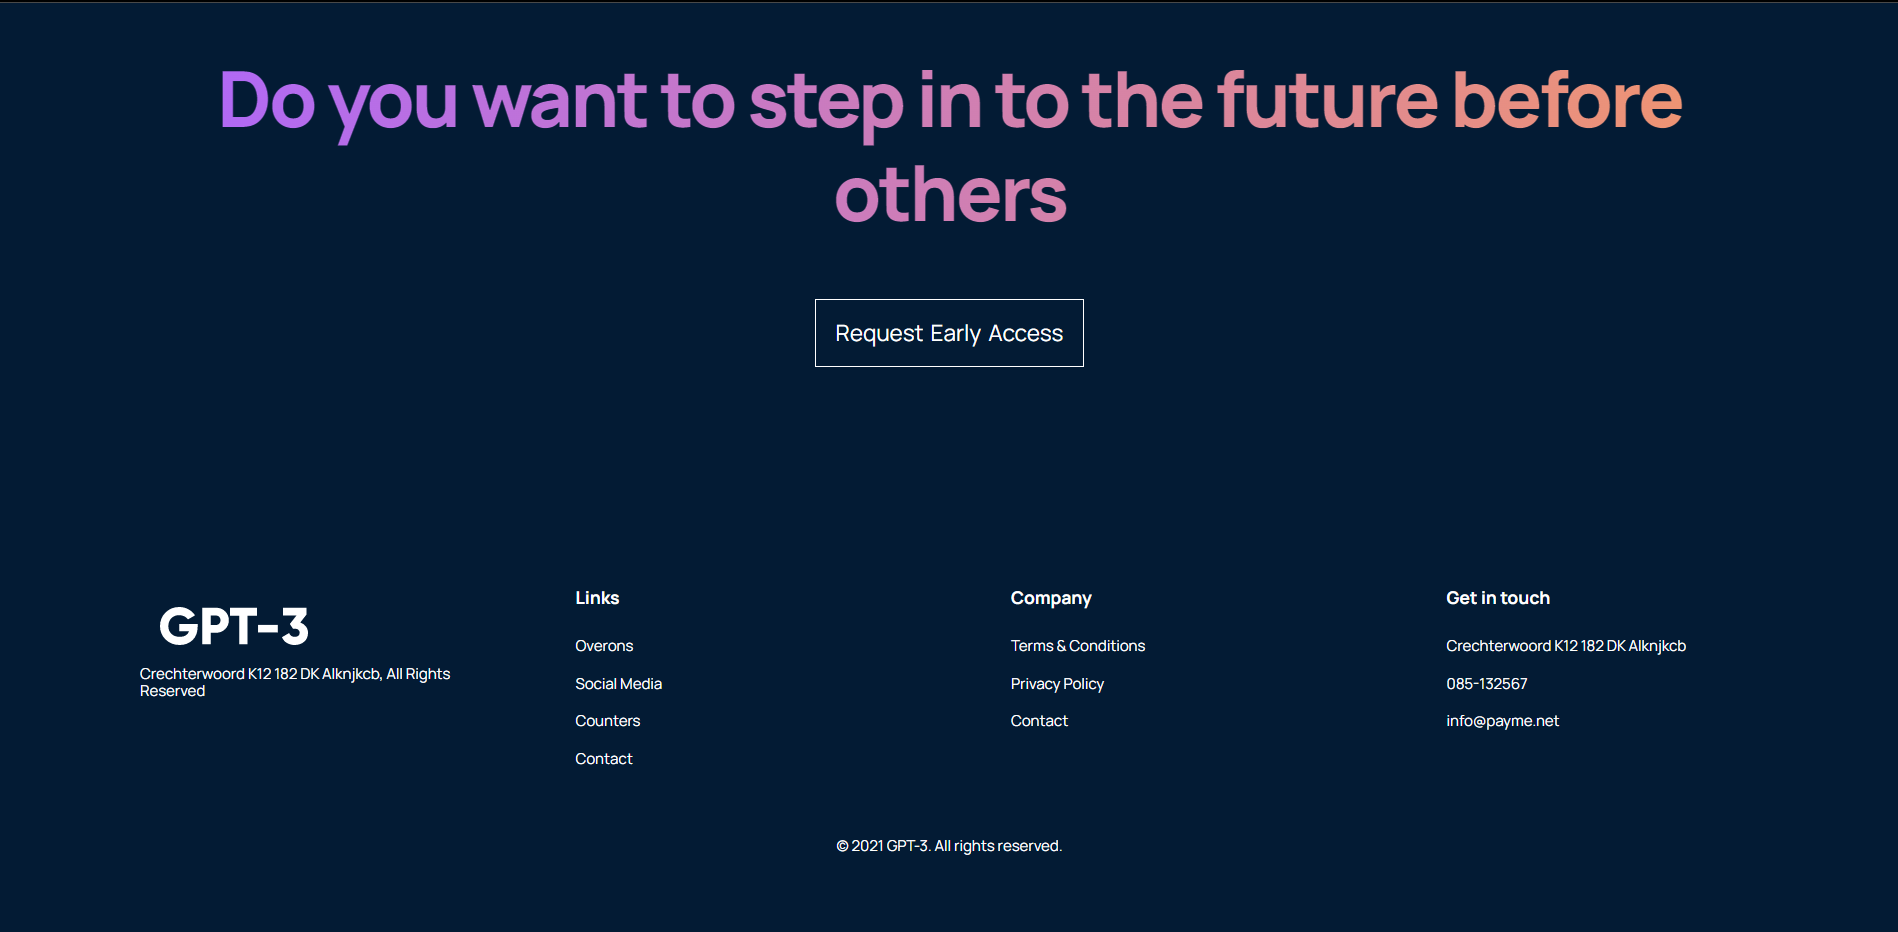 Do you want to step in to the future before
others
Request Early Access
GPT-3
Crechterwoord K12 182 DK Alknjkcb, All Rights
Reserved
Links
Overons
Social Media
Counters
Contact
Company
Terms & Conditions
Privacy Policy
Contact
Get in touch
Crechterwoord K12 182 DK Alknjkcb
085-132567
info@payme.net
© 2021 GPT-3. All rights reserved.